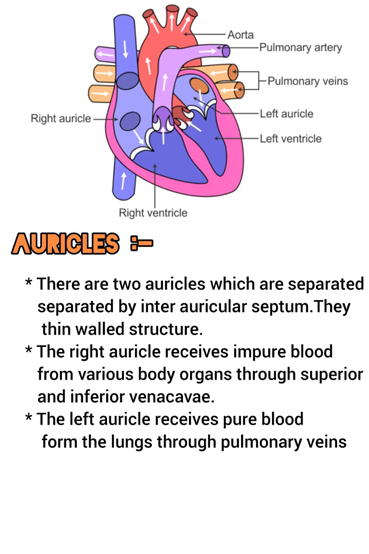 Aorta
Pulmonary artery
Pulmonary veins
Right auricle
Left auricle
Left ventricle
Right ventricle
AURICLES :-
* There are two auricles which are separated
separated by inter auricular septum.They
thin walled structure.
* The right auricle receives impure blood
from various body organs through superior
and inferior venacavae.
* The left auricle receives pure blood
form the lungs through pulmonary veins